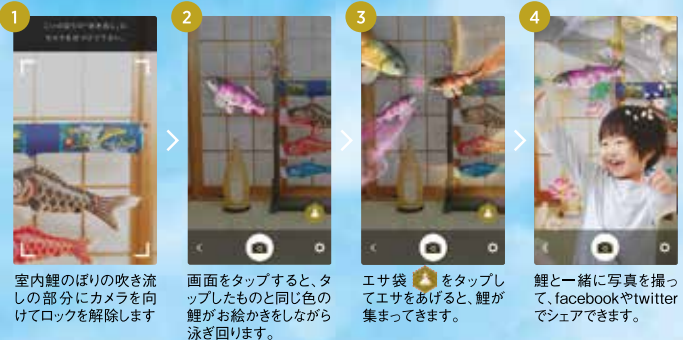 1
2
3
4
室内鯉のぼりの吹き流
しの部分にカメラを向
けてロックを解除します
画面をタップすると、タ
ップしたものと同じ色の
鯉がお絵かきをしながら
泳ぎ回ります。
エサ袋 をタップし
てエサをあげると、鯉が
集まってきます。
鯉と一緒に写真を撮っ
て、facebookやtwitter
でシェアできます。